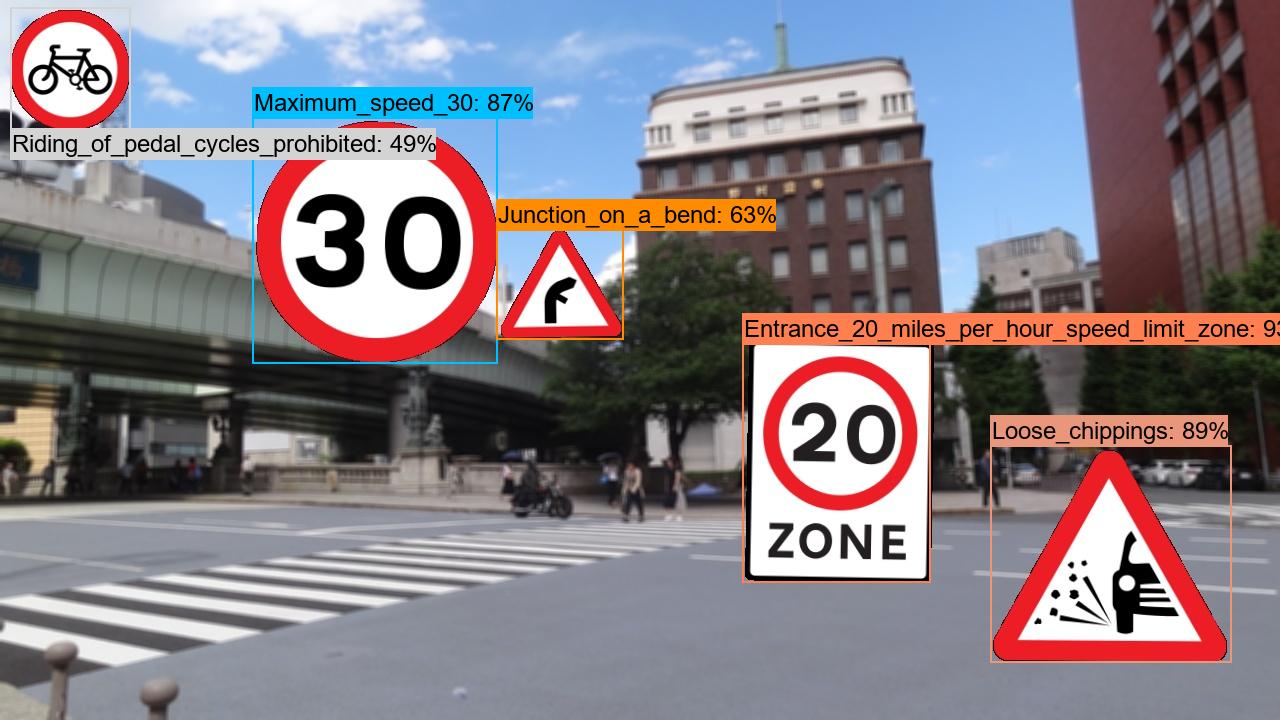 Maximum_speed_30: 87%
Riding_of_pedal_cycles_prohibited: 49%
30
Junction_on_a_bend: 63%
Entrance_20_miles_per_hour_speed_limit_zone: 93
20
ZONE
Loose_chippings: 89%